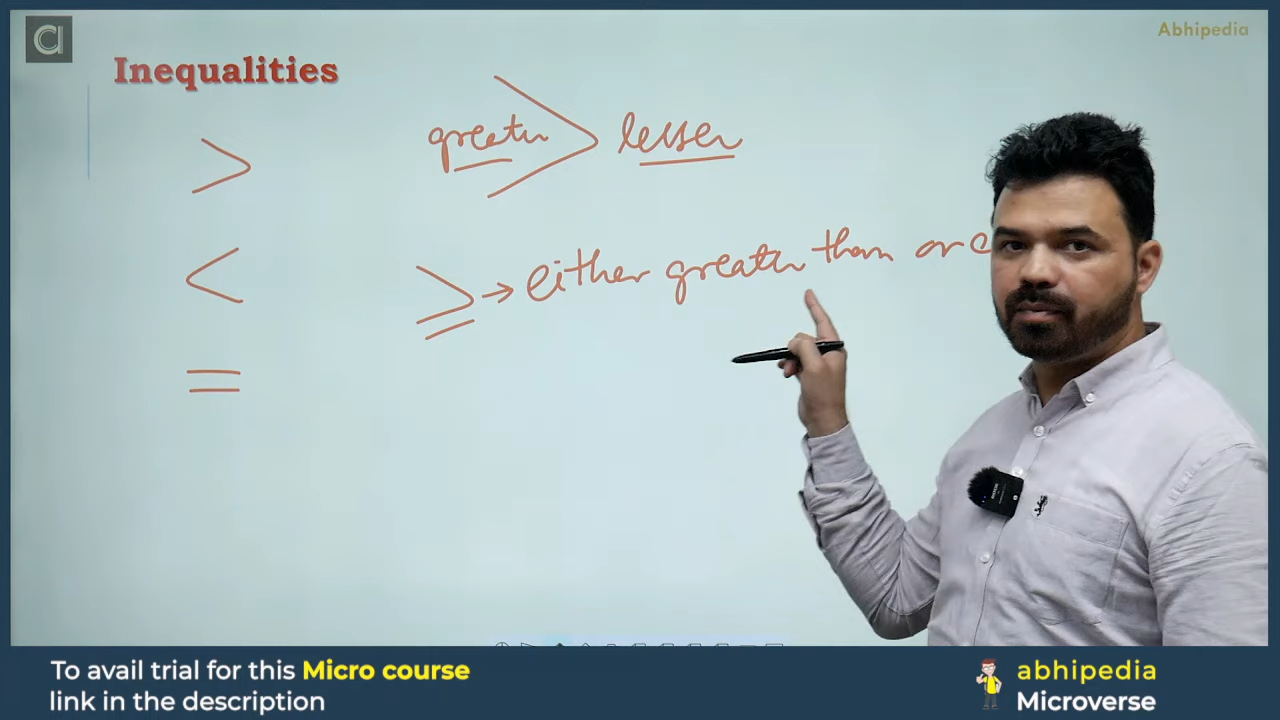 Abhipedia
Inequalities
> greater > lesser
< ≥ → either greater than or e
=
To avail trial for this Micro course
link in the description
abhipedia
Microverse